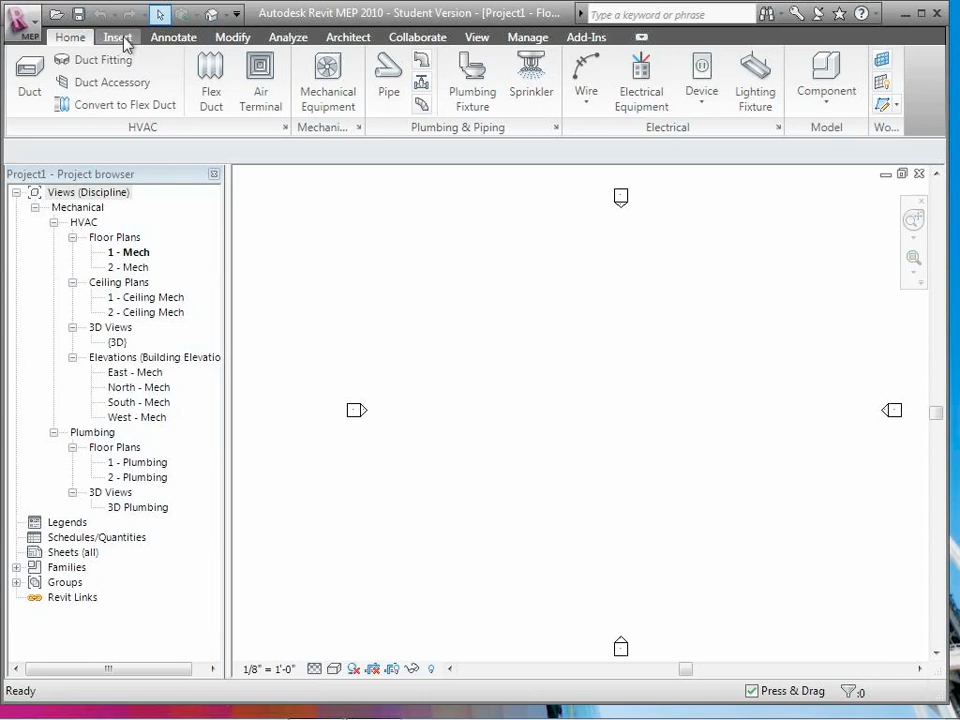 Autodesk Revit MEP 2010 - Student Version - [Project1 - Flo...
Type a keyword or phrase
MEP
Home
Insert
Annotate
Modify
Analyze
Architect
Collaborate
View
Manage
Add-Ins
Duct
Duct Fitting
Duct Accessory
Convert to Flex Duct
Flex
Duct
Air
Terminal
Mechanical
Equipment
Pipe
Plumbing
Fixture
Sprinkler
Wire
Electrical
Equipment
Device
Lighting
Fixture
Component
HVAC
Mechani...
Plumbing & Piping
Electrical
Model
Wo...
Project1 - Project browser
Views (Discipline)
Mechanical
HVAC
Floor Plans
1 - Mech
2 - Mech
Ceiling Plans
1 - Ceiling Mech
2 - Ceiling Mech
3D Views
{3D}
Elevations (Building Elevatio
East - Mech
North - Mech
South - Mech
West - Mech
Plumbing
Floor Plans
1 - Plumbing
2 - Plumbing
3D Views
3D Plumbing
Legends
Schedules/Quantities
Sheets (all)
Families
Groups
Revit Links
1/8" = 1'-0"
Ready
Press & Drag
:0